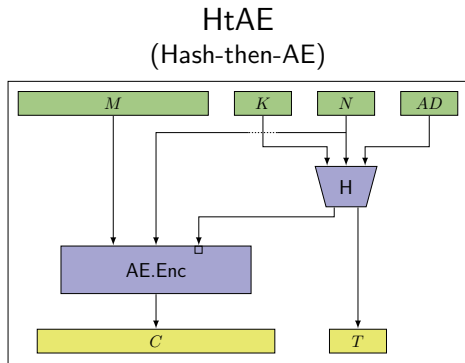 HtAE
(Hash-then-AE)
M K N AD
H
AE.Enc
C T